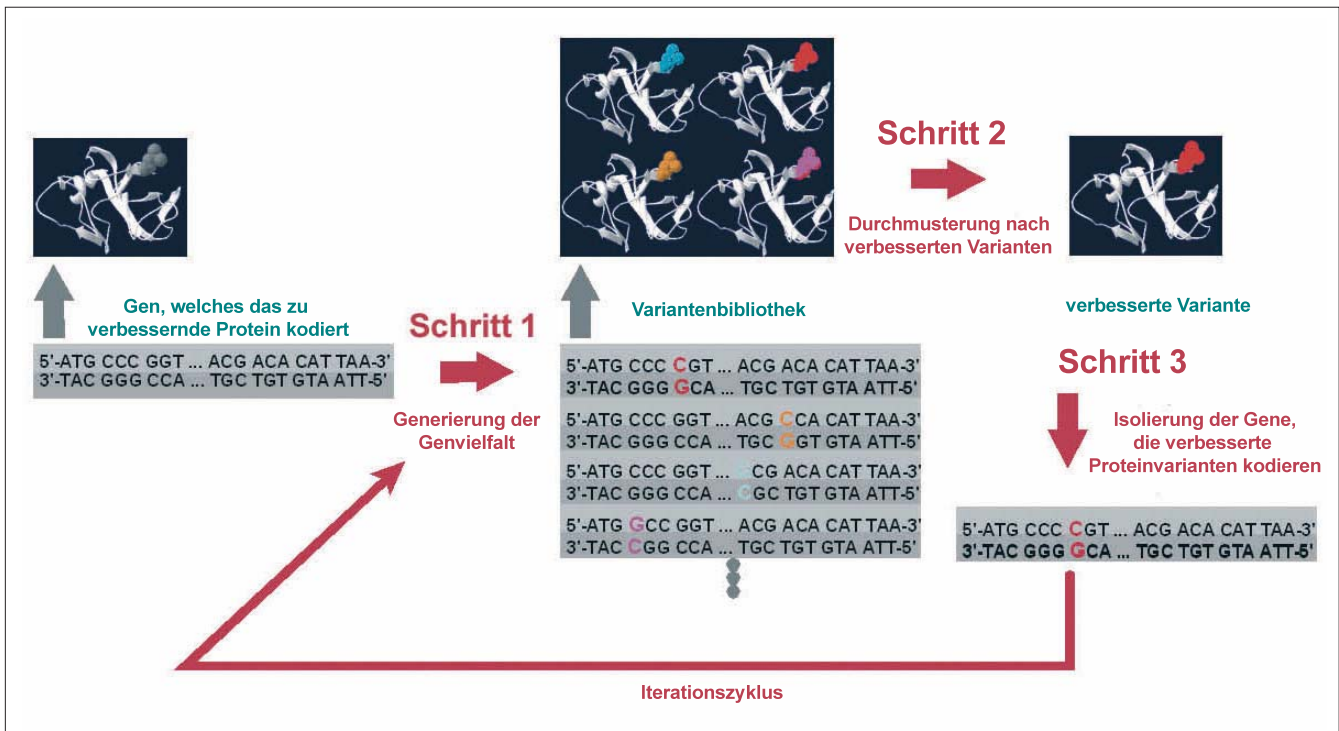 Gen, welches das zu
verbessernde Protein kodiert
5'-ATG CCC GGT ... ACG ACA CAT TAA-3'
3'-TAC GGG CCA ... TGC TGT GTA ATT-5'
Schritt 1
Generierung der
Genvielfalt
Variantenbibliothek
5'-ATG CCC CGT ... ACG ACA CAT TAA-3'
3'-TAC GGG GCA ... TGC TGT GTA ATT-5'
5'-ATG CCC GGT ... ACG CCA CAT TAA-3'
3'-TAC GGG CCA ... TGC GGT GTA ATT-5'
5'-ATG CCC GGT ... CG ACA CAT TAA-3'
3'-TAC GGG CCA ... CGC TGT GTA ATT-5'
5'-ATG GCC GGT ... ACG ACA CAT TAA-3'
3'-TAC CGG CCA ... TGC TGT GTA ATT-5'
Schritt 2
Durchmusterung nach
verbesserten Varianten
verbesserte Variante
Schritt 3
Isolierung der Gene,
die verbesserte
Proteinvarianten kodieren
5'-ATG CCC CGT ... ACG ACA CAT TAA-3'
3'-TAC GGG GCA ... TGC TGT GTA ATT-5'
Iterationszyklus